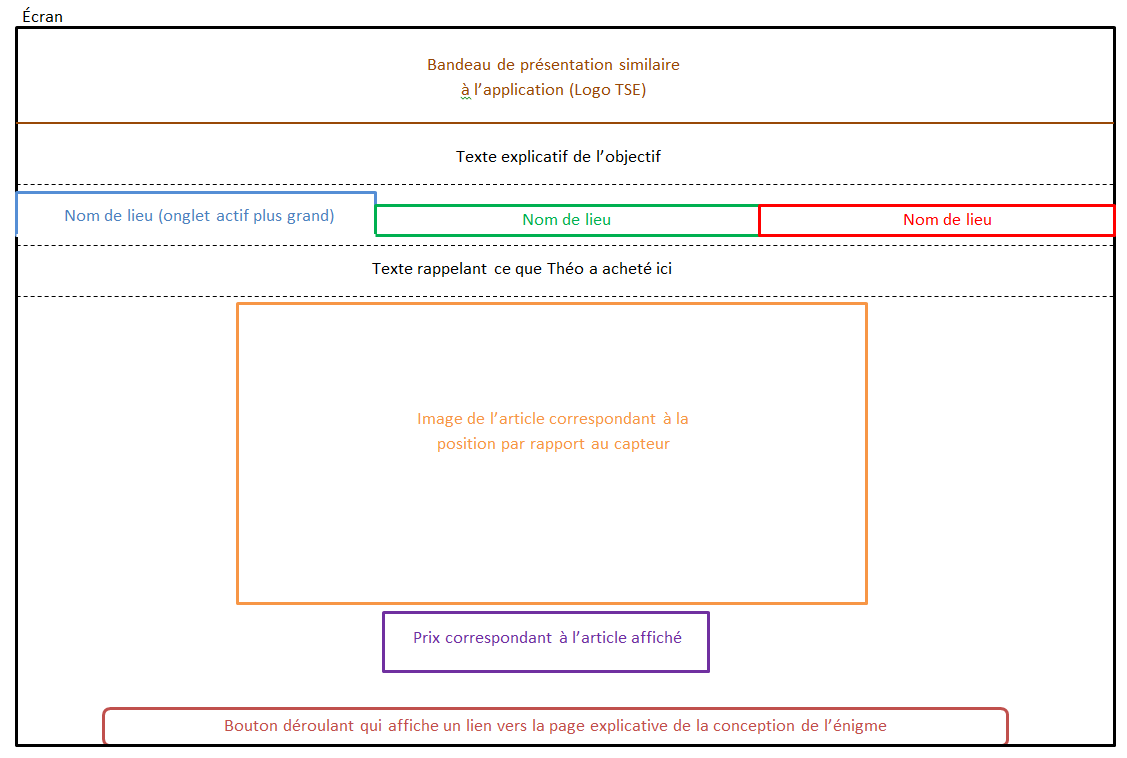 Écran
Bandeau de présentation similaire
à l’application (Logo TSE)
Texte explicatif de l’objectif
Nom de lieu (onglet actif plus grand)
Nom de lieu
Nom de lieu
Texte rappelant ce que Théo a acheté ici
Image de l’article correspondant à la
position par rapport au capteur
Prix correspondant à l’article affiché
Bouton déroulant qui affiche un lien vers la page explicative de la conception de l’énigme